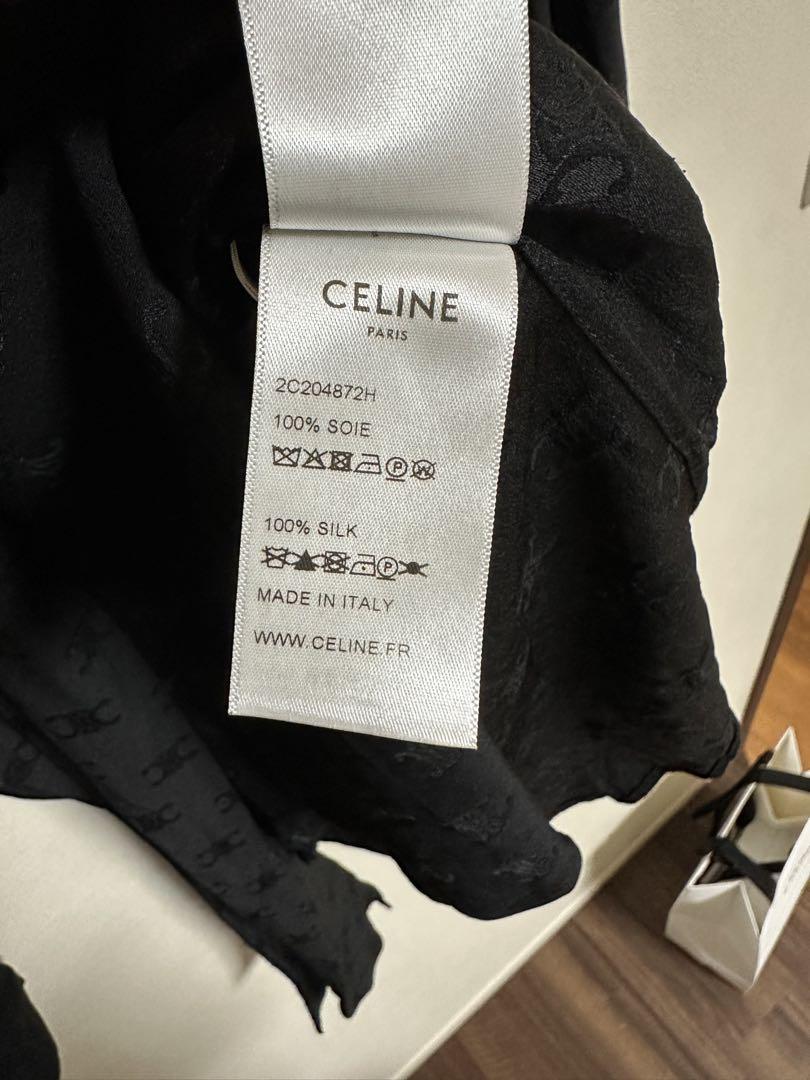 CELINE
PARIS
2C204872H
100% SOIE
P W
100% SILK
P
MADE IN ITALY
WWW.CELINE.FR